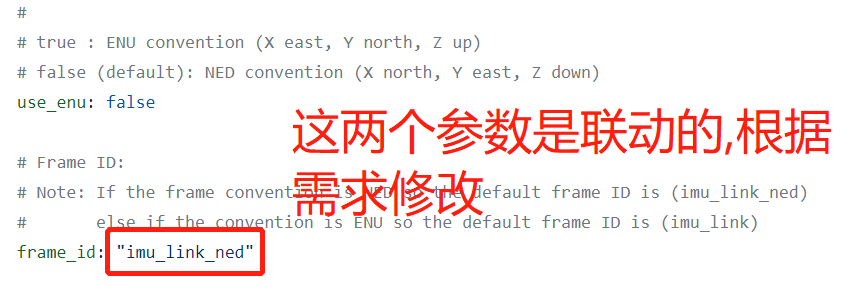 #
# true : ENU convention (X east, Y north, Z up)
# false (default): NED convention (X north, Y east, Z down)
use_enu: false
这两个参数是联动的,根据
需求修改
# Frame ID:
# Note: If the frame convention is NED so the default frame ID is (imu_link_ned)
# else if the convention is ENU so the default frame ID is (imu_link)
frame_id: "imu_link_ned"